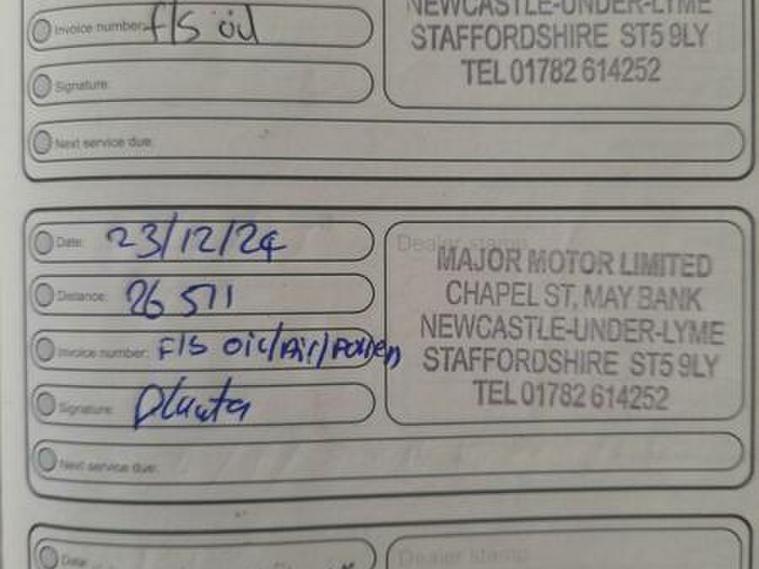 Invoice number: F/S oil
NEWCASTLE-UNDER-LYME
STAFFORDSHIRE ST5 9LY
TEL 01782 614252
Signature:
Next service due:
Date: 23/12/24
Distance: 26 511
Invoice number: F/S Oil/Air/Pollen
Signature:
Dealer stamp
MAJOR MOTOR LIMITED
CHAPEL ST, MAY BANK
NEWCASTLE-UNDER-LYME
STAFFORDSHIRE ST5 9LY
TEL 01782 614252
Next service due:
Date:
Dealer stamp